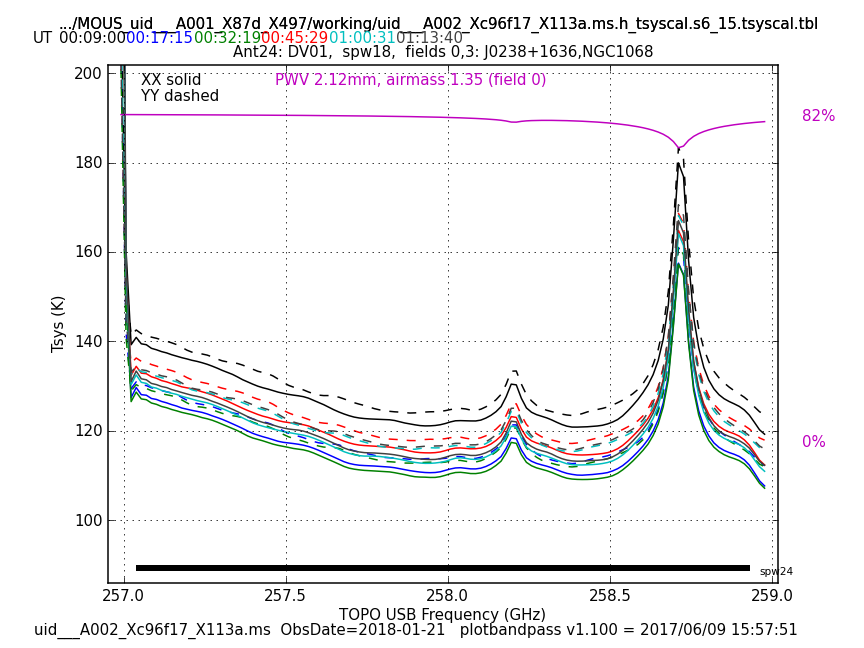 ../MOUS_uid___A001_X87d_X497/working/uid___A002_Xc96f17_X113a.ms.h_tsyscal.s6_15.tsyscal.tbl
UT 00:09:00 00:17:15 00:32:19 00:45:29 01:00:31 01:13:40
Ant24: DV01,  spw18,  fields 0,3: J0238+1636,NGC1068
XX solid
YY dashed
PWV 2.12mm, airmass 1.35 (field 0)
82%
0%
Tsys (K)
200
180
160
140
120
100
spw24
257.0 257.5 258.0 258.5 259.0
TOPO USB Frequency (GHz)
uid___A002_Xc96f17_X113a.ms  ObsDate=2018-01-21   plotbandpass v1.100 = 2017/06/09 15:57:51